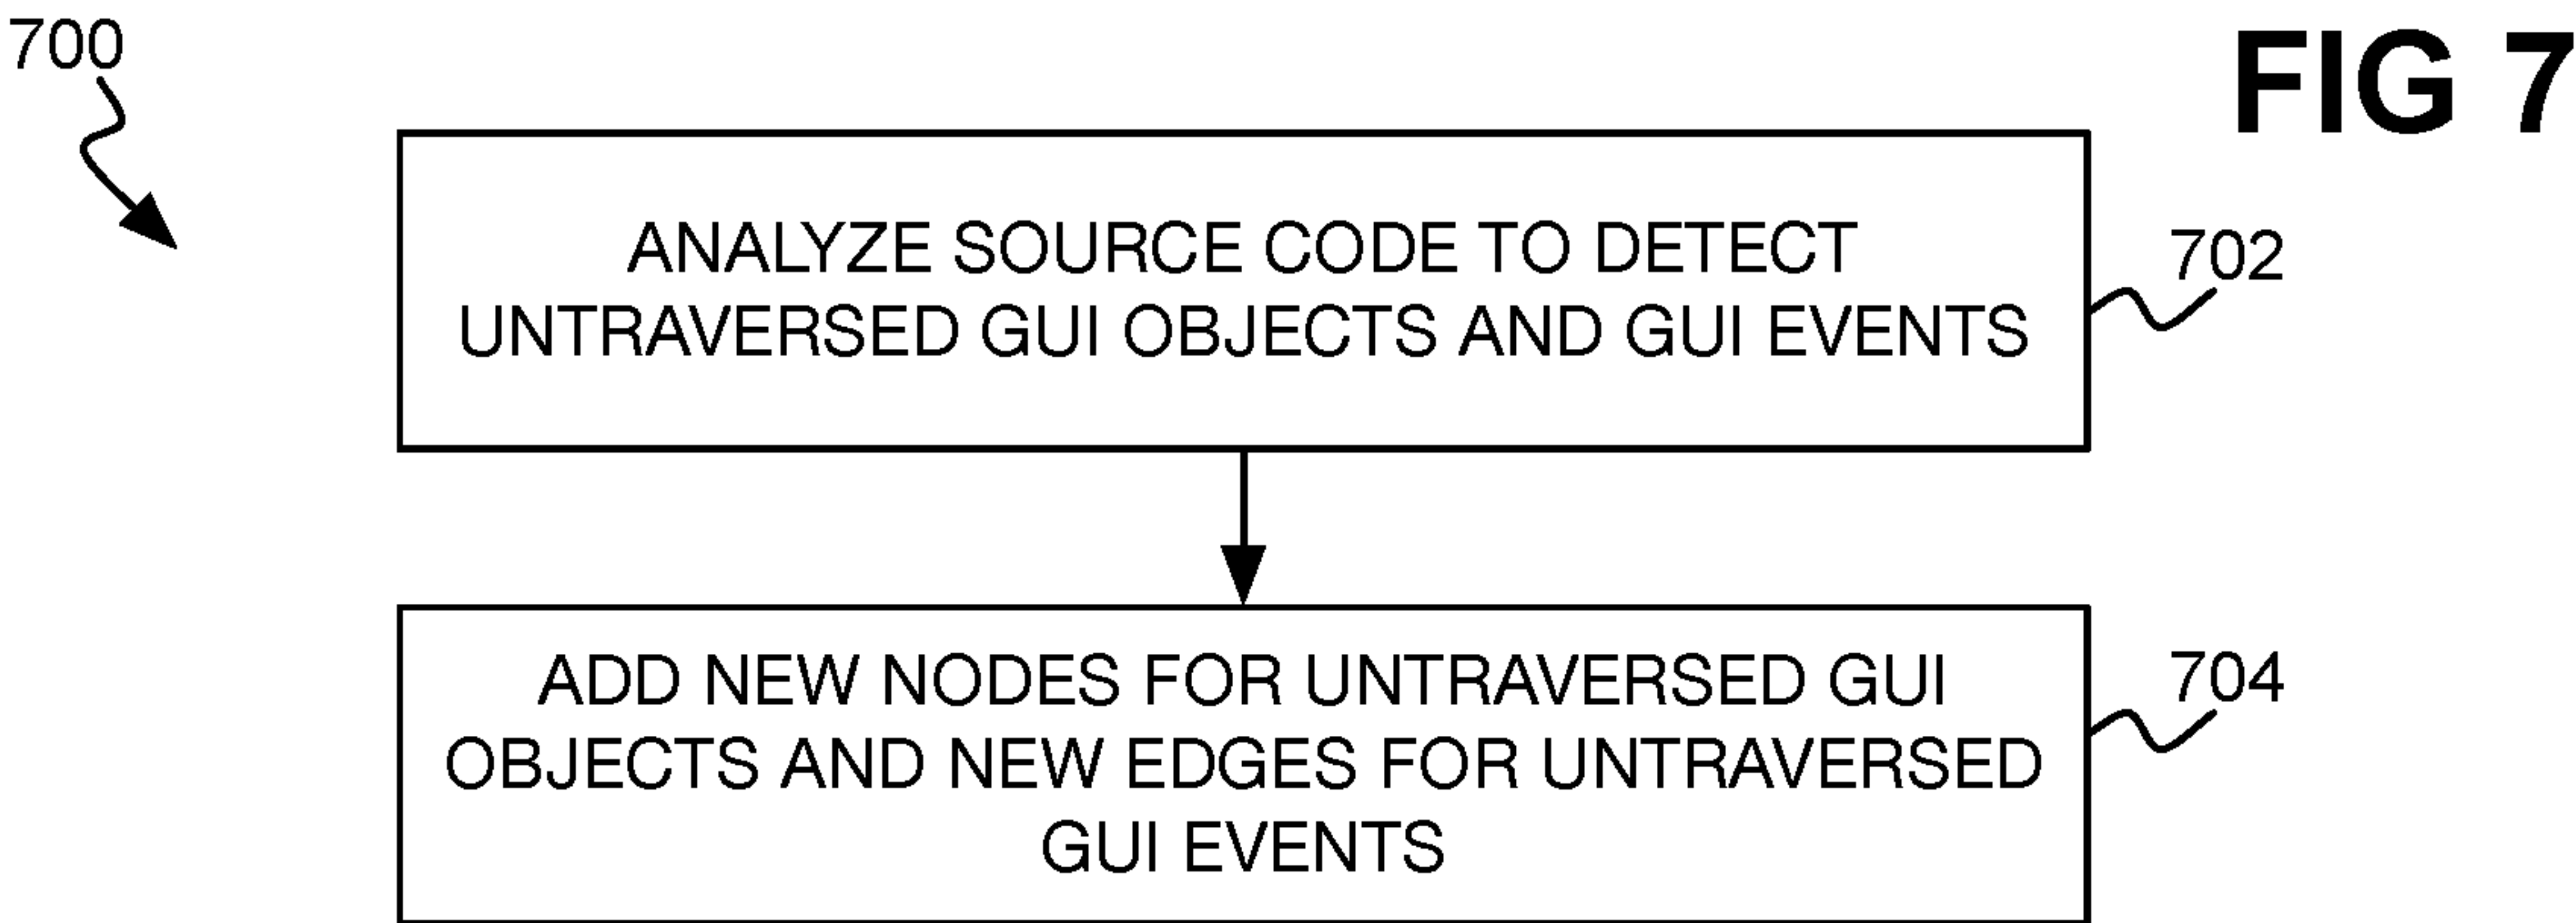 700
FIG 7
ANALYZE SOURCE CODE TO DETECT
UNTRAVERSED GUI OBJECTS AND GUI EVENTS
702
ADD NEW NODES FOR UNTRAVERSED GUI
OBJECTS AND NEW EDGES FOR UNTRAVERSED
GUI EVENTS
704